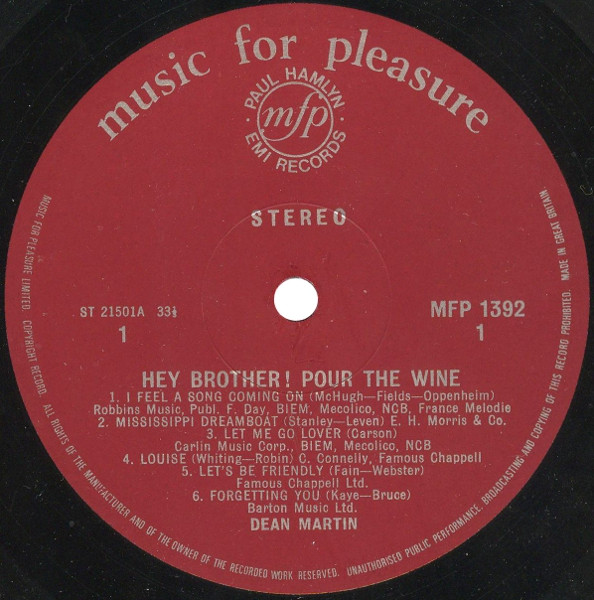 music for pleasure
· PAUL HAMLYN ·
mfp
EMI RECORDS
STEREO
ST 21501A 33⅓
1
MFP 1392
1
HEY BROTHER! POUR THE WINE
1. I FEEL A SONG COMING ON (McHugh—Fields—Oppenheim)
Robbins Music, Publ. F. Day, BIEM, Mecolico, NCB, France Melodie
2. MISSISSIPPI DREAMBOAT (Stanley—Leven) E. H. Morris & Co.
3. LET ME GO LOVER (Carson)
Carlin Music Corp., BIEM, Mecolico, NCB
4. LOUISE (Whiting—Robin) C. Connelly, Famous Chappell
5. LET'S BE FRIENDLY (Fain—Webster)
Famous Chappell Ltd.
6. FORGETTING YOU (Kaye—Bruce)
Barton Music Ltd.
DEAN MARTIN
MUSIC FOR PLEASURE LIMITED. COPYRIGHT RECORD. ALL RIGHTS OF THE MANUFACTURER AND OF THE OWNER OF THE RECORDED WORK RESERVED. UNAUTHORISED PUBLIC PERFORMANCE, BROADCASTING AND COPYING OF THIS RECORD PROHIBITED. MADE IN GREAT BRITAIN.